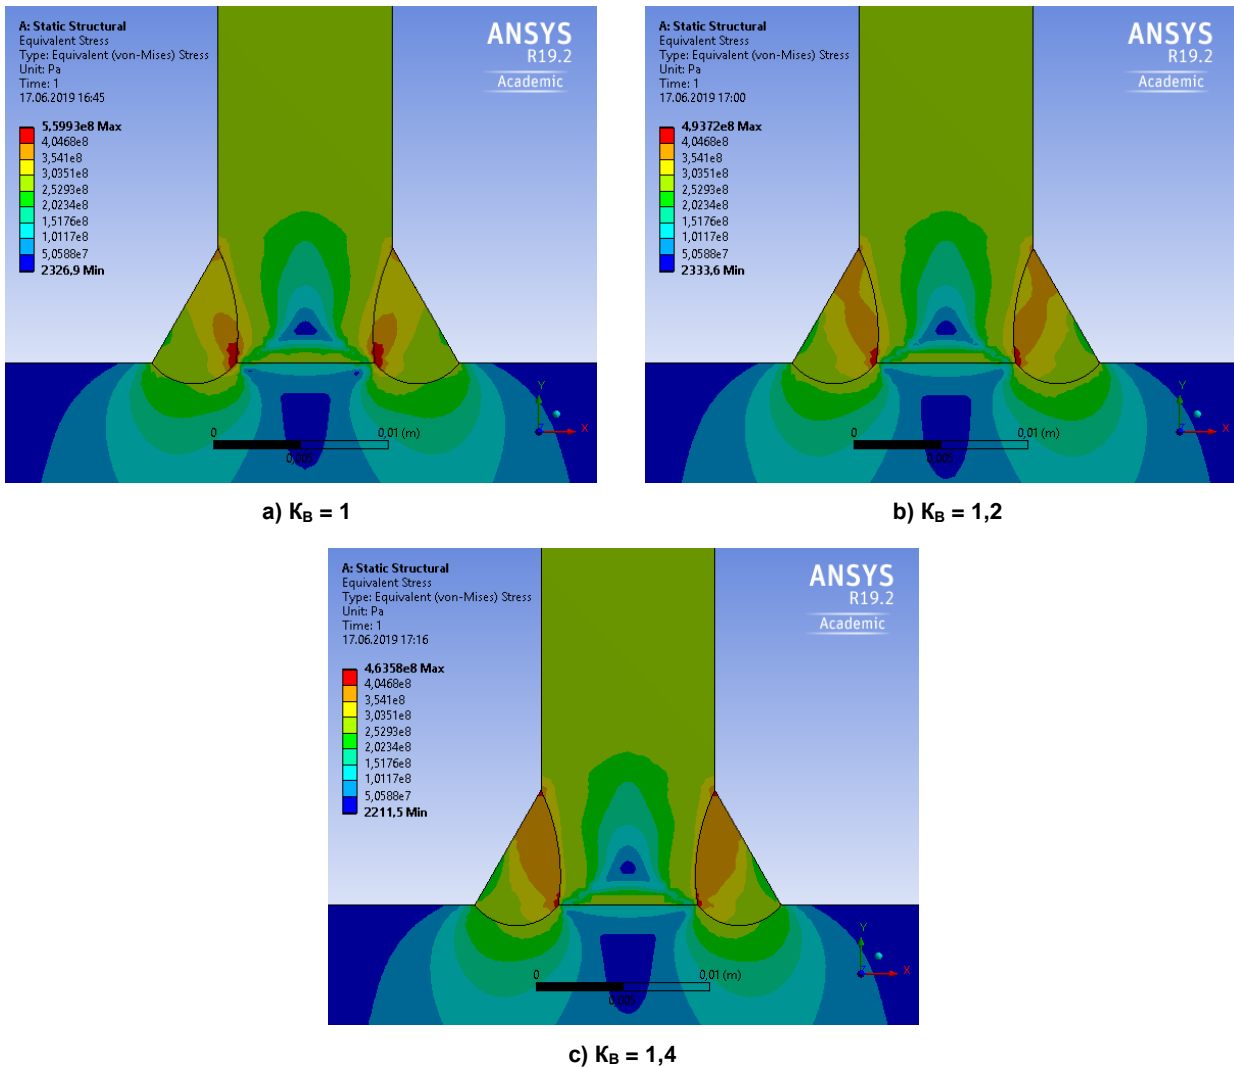 A: Static Structural
Equivalent Stress
Type: Equivalent (von-Mises) Stress
Unit: Pa
Time: 1
17.06.2019 16:45
ANSYS
R19.2
Academic
5,5993e8 Max
4,0468e8
3,541e8
3,0351e8
2,5293e8
2,0234e8
1,5176e8
1,0117e8
5,0588e7
2326,9 Min
Y
X
Z
0
0,01 (m)
0,005
a) Kв = 1
A: Static Structural
Equivalent Stress
Type: Equivalent (von-Mises) Stress
Unit: Pa
Time: 1
17.06.2019 17:00
ANSYS
R19.2
Academic
4,9372e8 Max
4,0468e8
3,541e8
3,0351e8
2,5293e8
2,0234e8
1,5176e8
1,0117e8
5,0588e7
2333,6 Min
Y
X
Z
0
0,01 (m)
0,005
b) Kв = 1,2
A: Static Structural
Equivalent Stress
Type: Equivalent (von-Mises) Stress
Unit: Pa
Time: 1
17.06.2019 17:16
ANSYS
R19.2
Academic
4,6358e8 Max
4,0468e8
3,541e8
3,0351e8
2,5293e8
2,0234e8
1,5176e8
1,0117e8
5,0588e7
2211,5 Min
Y
X
Z
0
0,01 (m)
0,005
c) Kв = 1,4